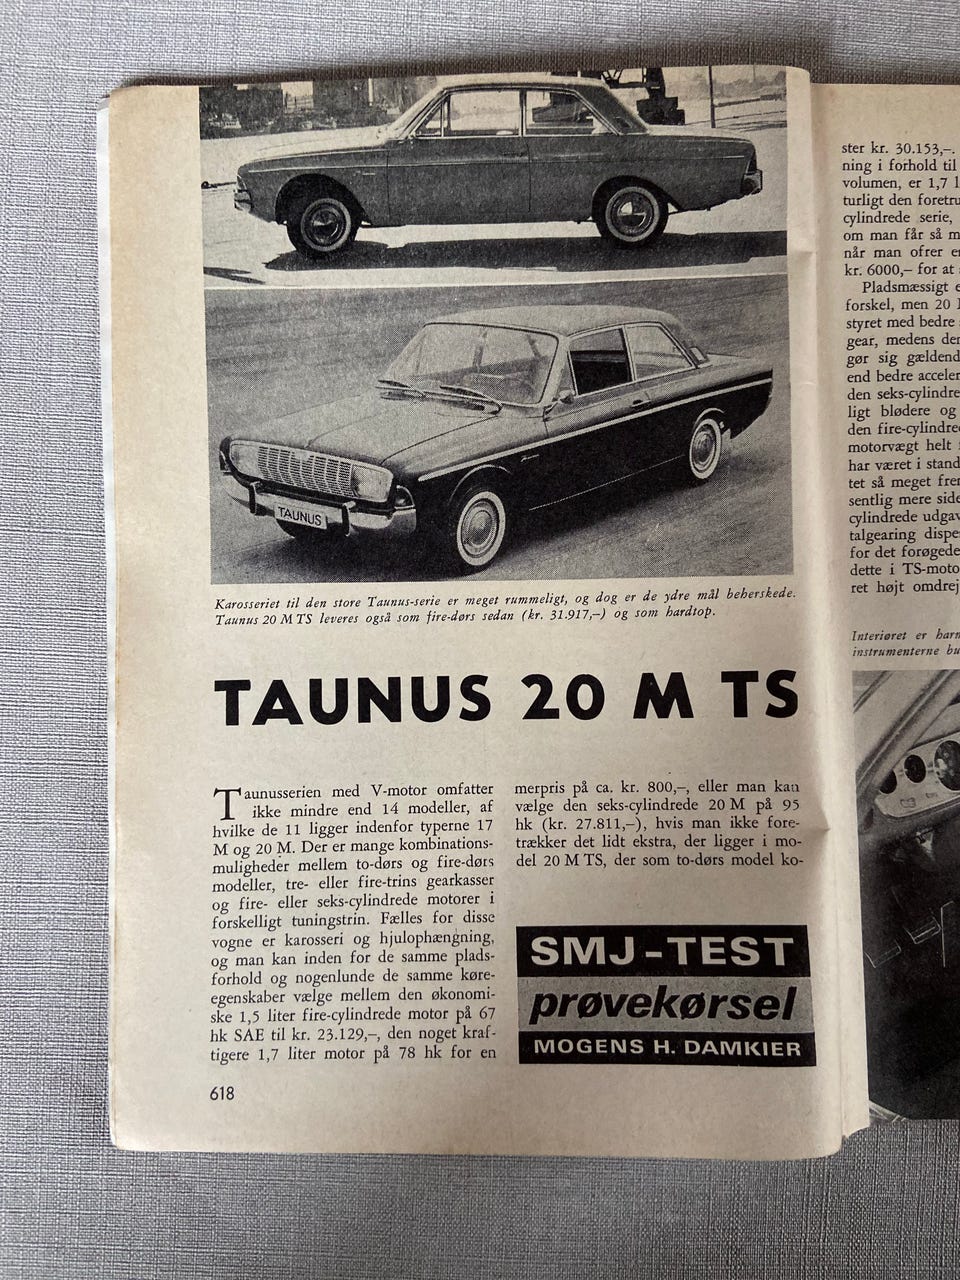 TAUNUS
Karosseriet til den store Taunus-serie er meget rummeligt, og dog er de ydre mål beherskede.
Taunus 20 M TS leveres også som fire-dørs sedan (kr. 31.917,–) og som hardtop.
TAUNUS 20 M TS
Taunusserien med V-motor omfatter
ikke mindre end 14 modeller, af
hvilke de 11 ligger indenfor typerne 17
M og 20 M. Der er mange kombinations-
muligheder mellem to-dørs og fire-dørs
modeller, tre- eller fire-trins gearkasser
og fire- eller seks-cylindrede motorer i
forskelligt tuningstrin. Fælles for disse
vogne er karosseri og hjulophængning,
og man kan inden for de samme plads-
forhold og nogenlunde de samme køre-
egenskaber vælge mellem den økonomi-
ske 1,5 liter fire-cylindrede motor på 67
hk SAE til kr. 23.129,–, den noget kraf-
tigere 1,7 liter motor på 78 hk for en
merpris på ca. kr. 800,–, eller man kan
vælge den seks-cylindrede 20 M på 95
hk (kr. 27.811,–), hvis man ikke fore-
trækker det lidt ekstra, der ligger i mo-
del 20 M TS, der som to-dørs model ko-
SMJ-TEST
prøvekørsel
MOGENS H. DAMKIER
618
ster kr. 30.153,–.
ning i forhold til
volumen, er 1,7 l
turligt den foretru
cylindrede serie,
om man får så m
når man ofrer e
kr. 6000,– for at
Pladsmæssigt e
forskel, men 20
styret med bedre
gear, medens der
gør sig gældend
end bedre acceler
den seks-cylindre
ligt blødere og
den fire-cylindre
motorvægt helt
har været i stand
tet så meget frem
sentlig mere side
cylindrede udgav
talgearing dispe
for det forøgede
dette i TS-moto
ret højt omdrej
Interiøret er harm
instrumenterne bu